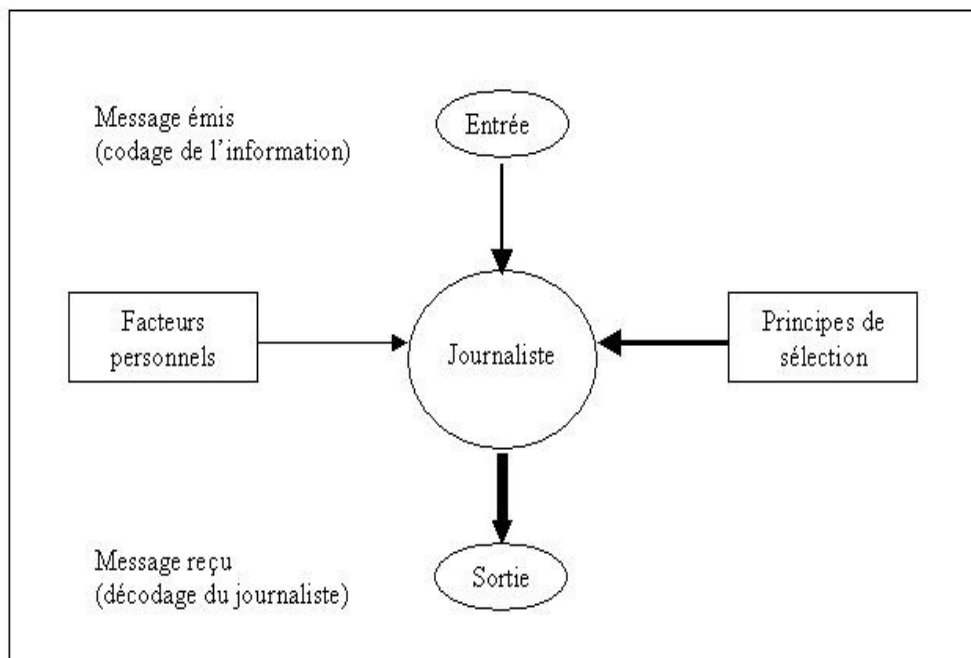 Message émis
(codage de l'information)
Entrée
Facteurs
personnels
Journaliste
Principes de
sélection
Message reçu
(décodage du journaliste)
Sortie